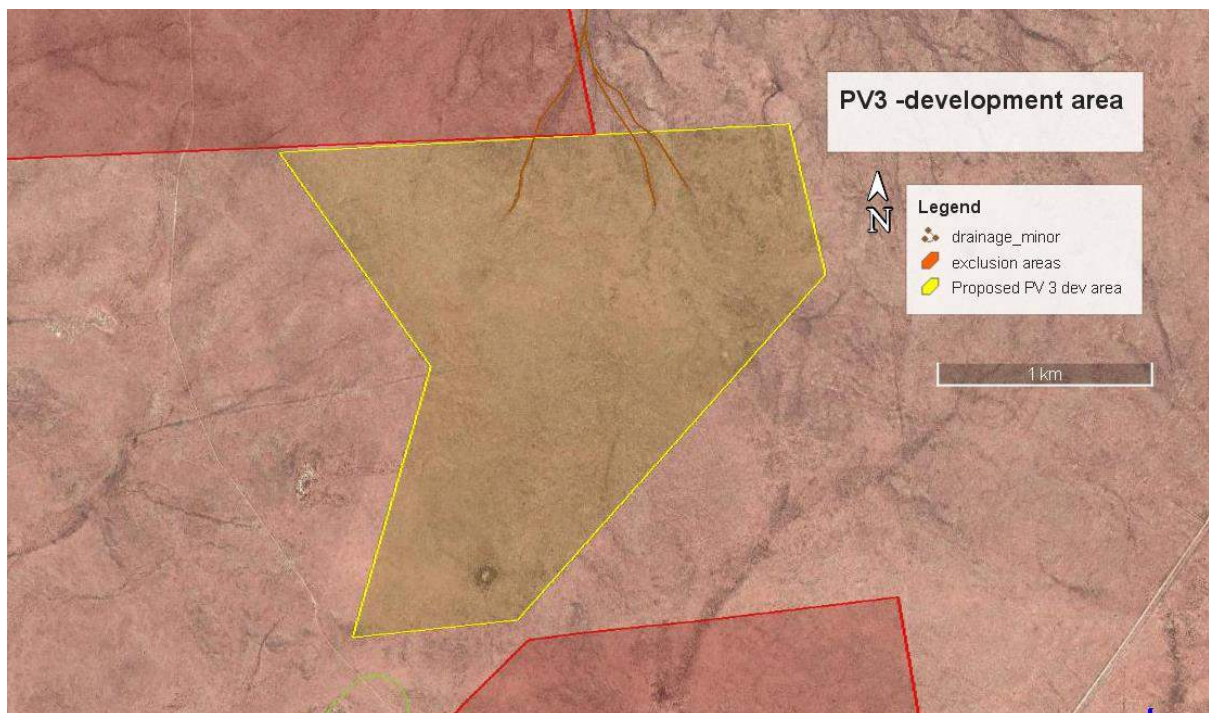 PV3 -development area
N
Legend
drainage_minor
exclusion areas
Proposed PV 3 dev area
1 km